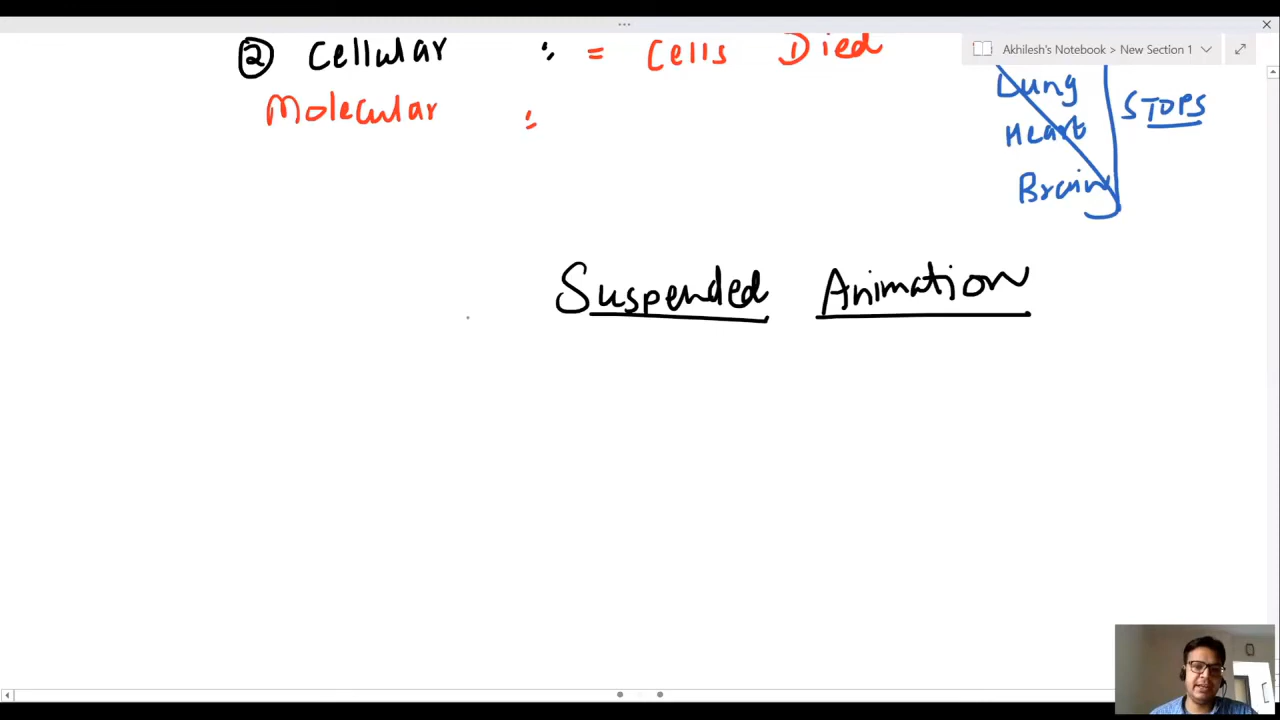 ② Cellular : = Cells Died
Akhilesh's Notebook > New Section 1
Molecular :
Lung
Heart
Brain
STOPS
Suspended Animation